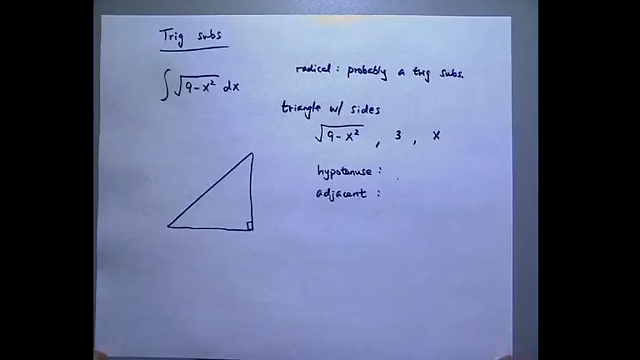 Trig subs
∫ √9-x² dx
radical: probably a trig subs.
triangle w/ sides
√9-x² , 3 , x
hypotenuse:
adjacent: